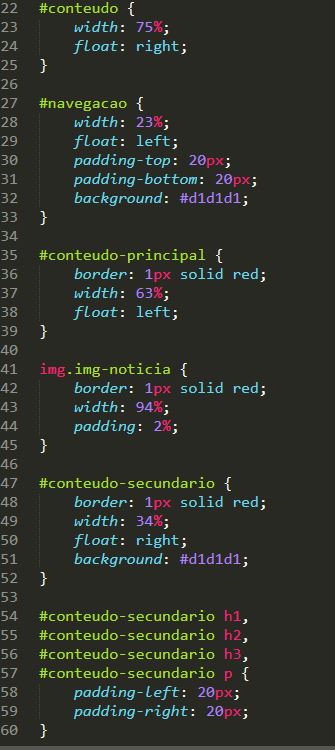 22 #conteudo {
23     width: 75%;
24     float: right;
25 }
26
27 #navegacao {
28     width: 23%;
29     float: left;
30     padding-top: 20px;
31     padding-bottom: 20px;
32     background: #d1d1d1;
33 }
34
35 #conteudo-principal {
36     border: 1px solid red;
37     width: 63%;
38     float: left;
39 }
40
41 img.img-noticia {
42     border: 1px solid red;
43     width: 94%;
44     padding: 2%;
45 }
46
47 #conteudo-secundario {
48     border: 1px solid red;
49     width: 34%;
50     float: right;
51     background: #d1d1d1;
52 }
53
54 #conteudo-secundario h1,
55 #conteudo-secundario h2,
56 #conteudo-secundario h3,
57 #conteudo-secundario p {
58     padding-left: 20px;
59     padding-right: 20px;
60 }